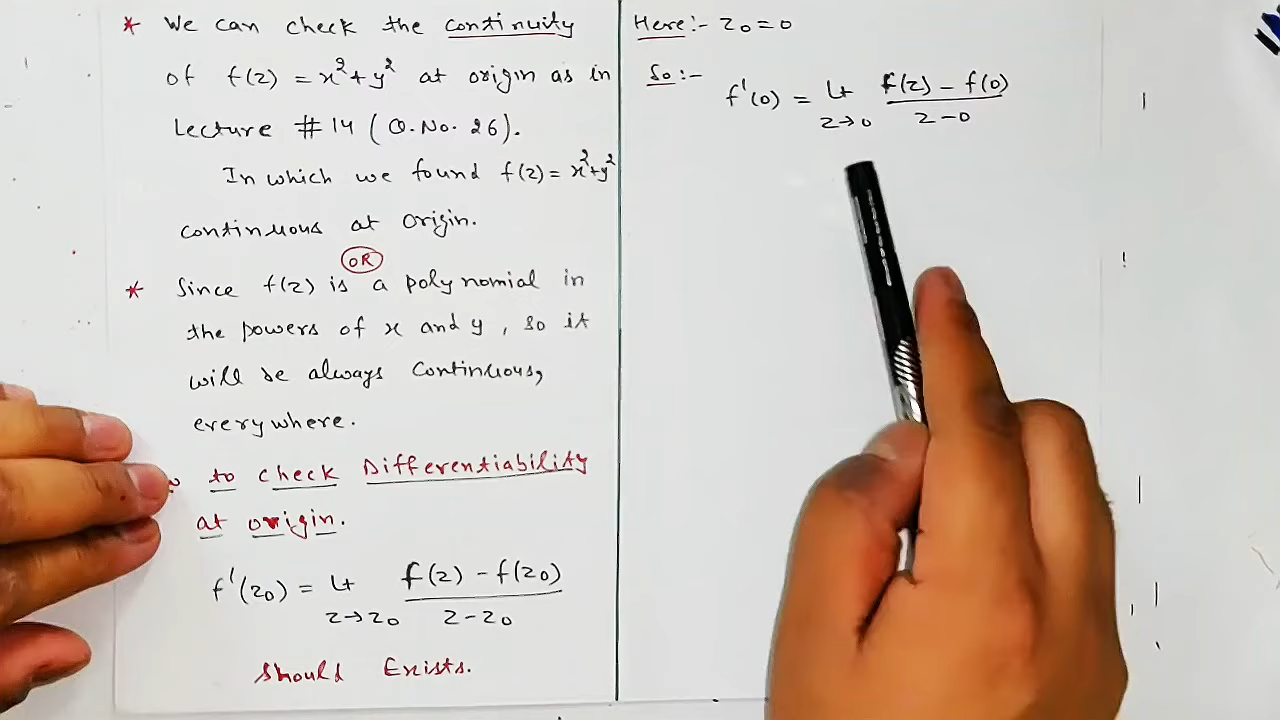 * We can check the continuity
of f(z) = x² + y² at origin as in
Lecture # 14 ( Q. No. 26 ).
In which we found f(z) = x² + y²
continuous at origin.
OR
* Since f(z) is a polynomial in
the powers of x and y, so it
will be always continuous,
everywhere.
to check Differentiability
at origin.
f'(z₀) = Lt f(z) - f(z₀)
z→z₀ z - z₀
Should Exists.
Here:- z₀ = 0
So:-
f'(0) = Lt f(z) - f(0)
z→0 z - 0